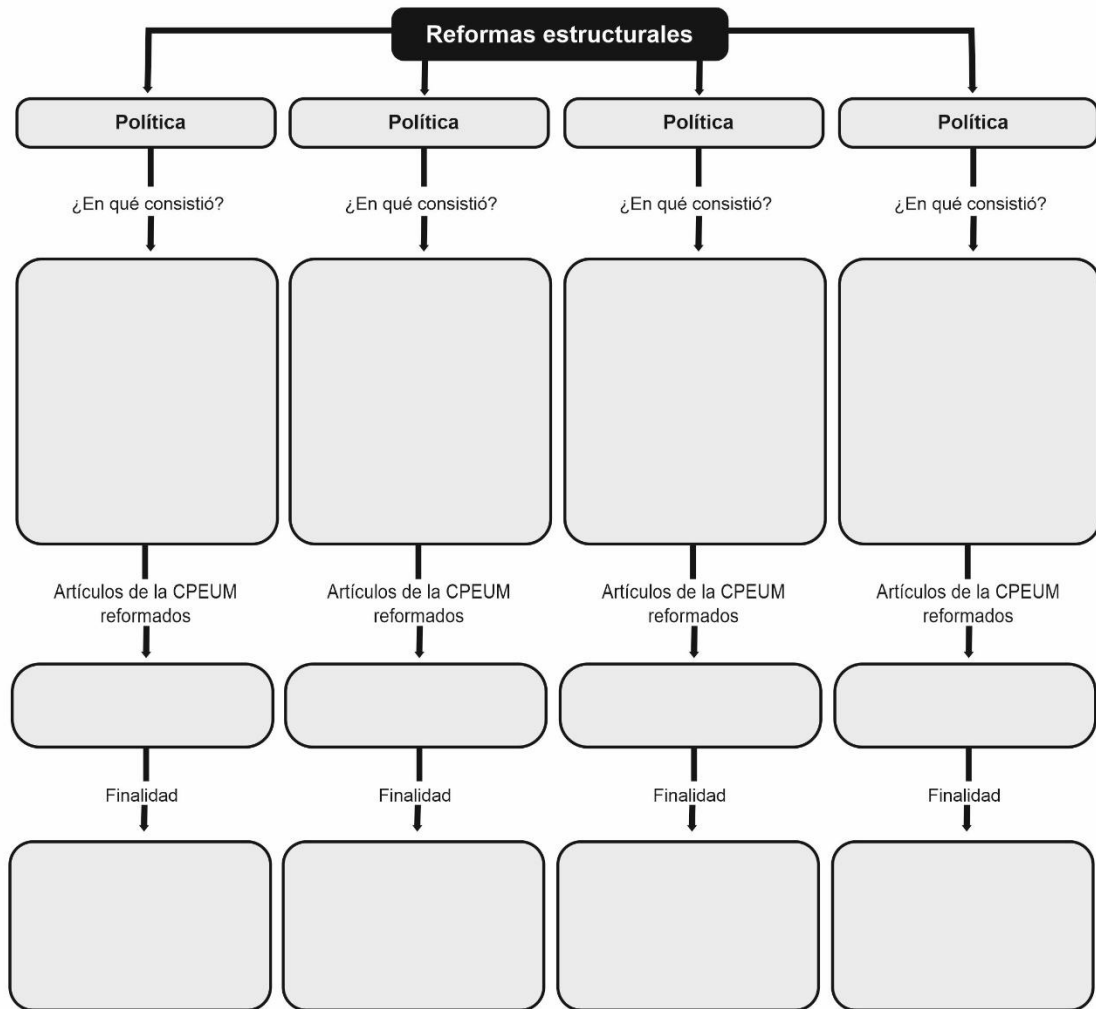 Reformas estructurales
Política
Política
Política
Política
¿En qué consistió?
¿En qué consistió?
¿En qué consistió?
¿En qué consistió?
Artículos de la CPEUM
reformados
Artículos de la CPEUM
reformados
Artículos de la CPEUM
reformados
Artículos de la CPEUM
reformados
Finalidad
Finalidad
Finalidad
Finalidad